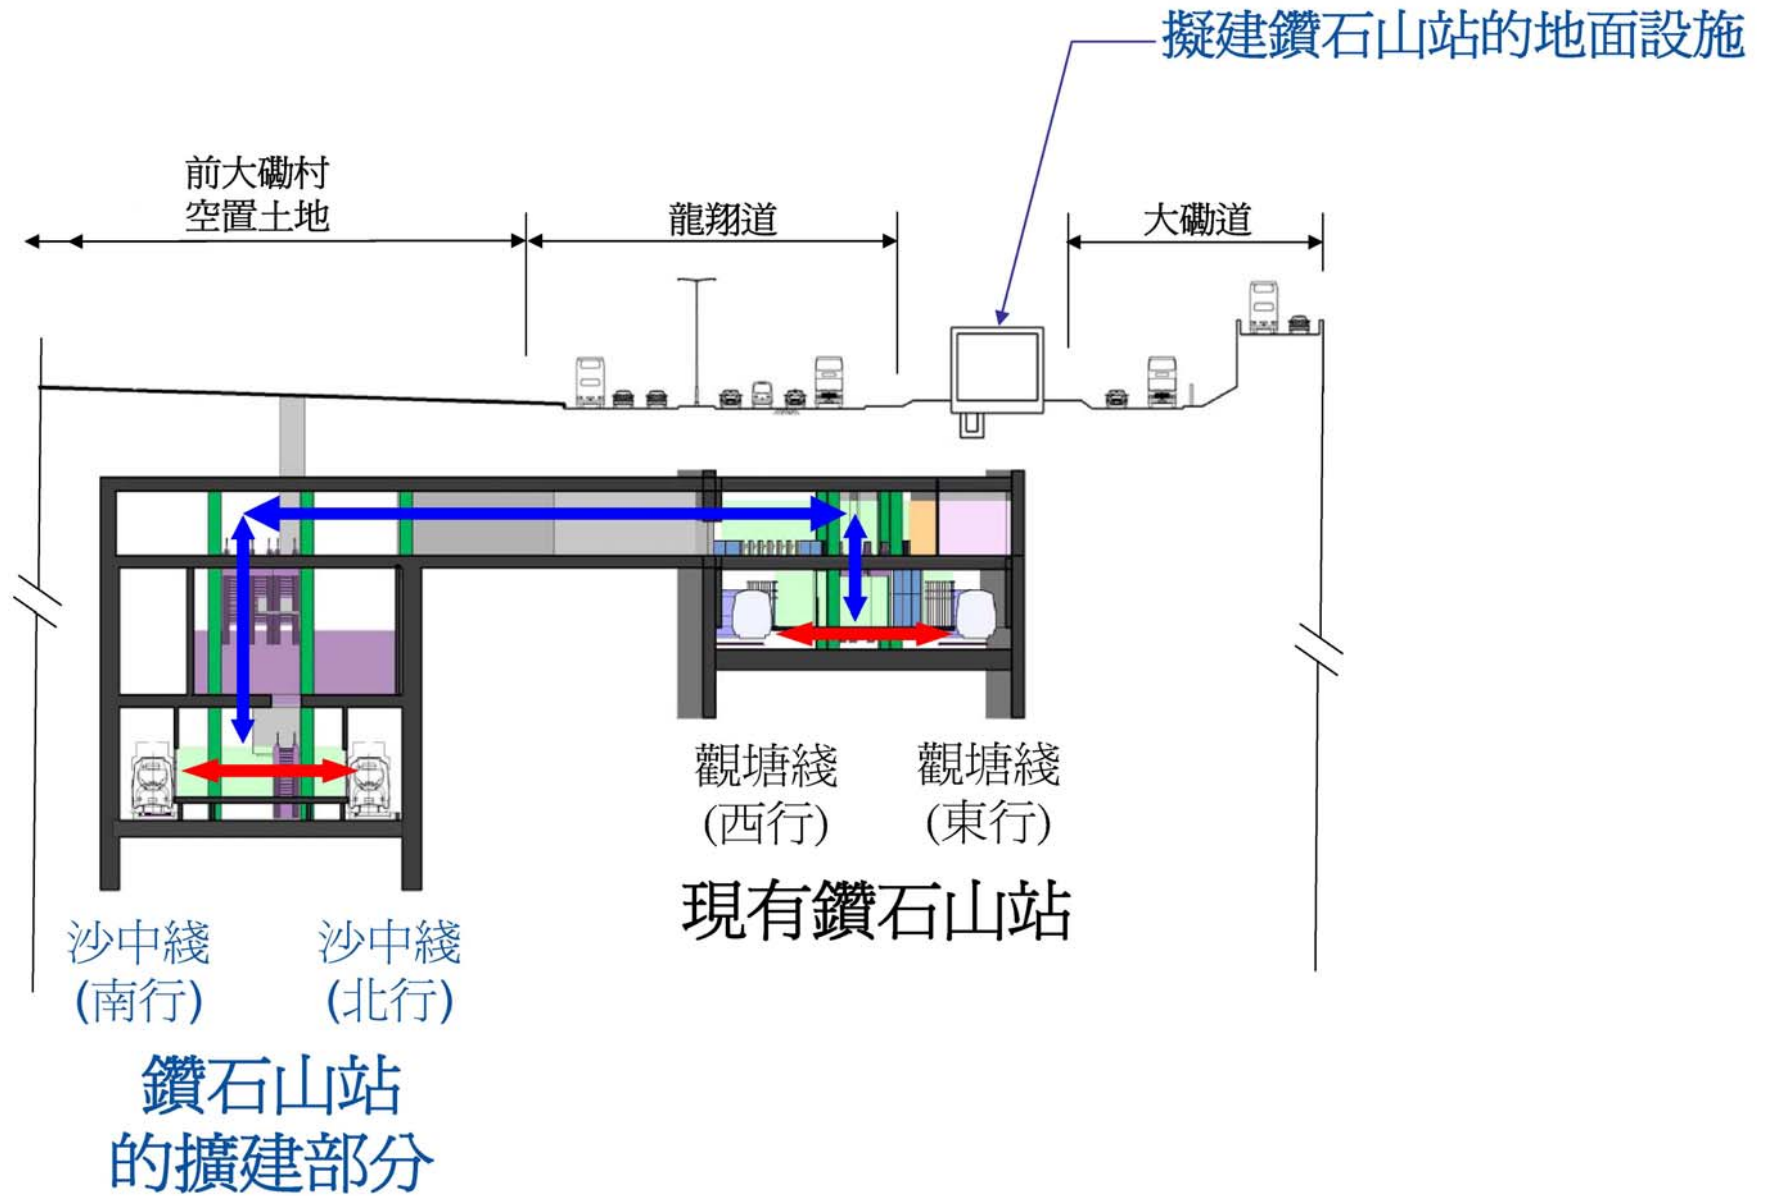 擬建鑽石山站的地面設施
前大磡村
空置土地
龍翔道
大磡道
觀塘綫
(西行)
觀塘綫
(東行)
現有鑽石山站
沙中綫
(南行)
沙中綫
(北行)
鑽石山站
的擴建部分